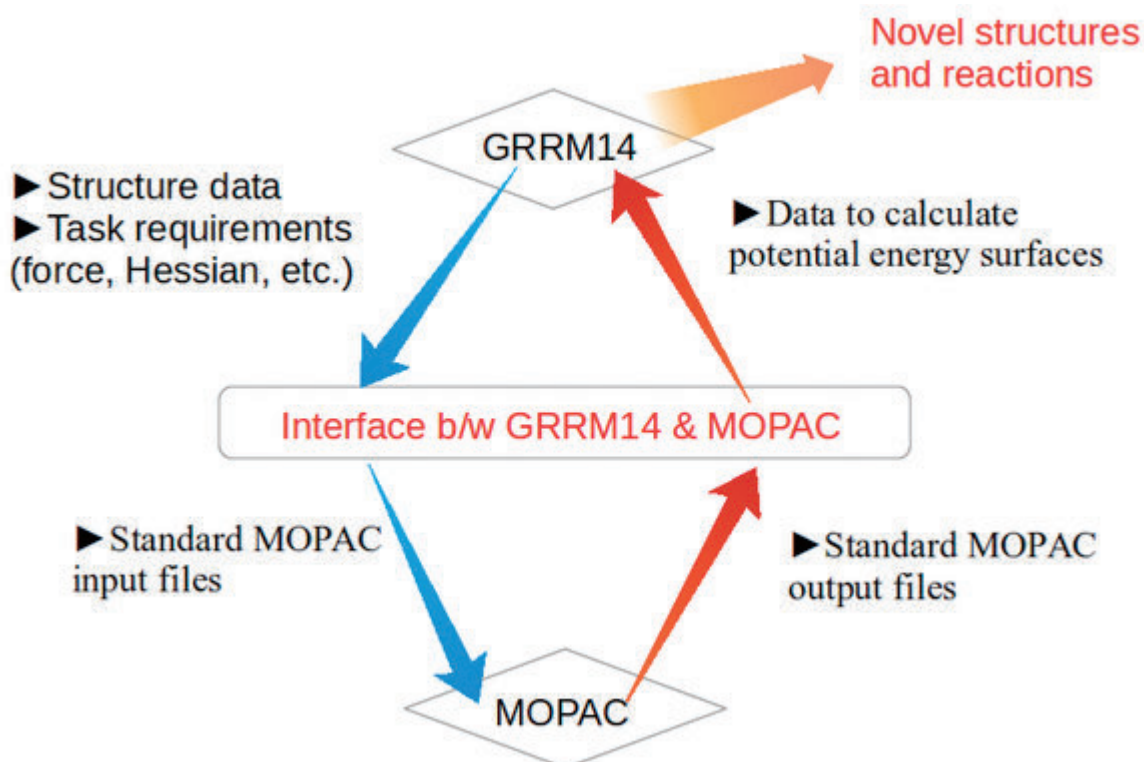 Novel structures
and reactions
GRRM14
►Structure data
►Task requirements
(force, Hessian, etc.)
►Data to calculate
potential energy surfaces
Interface b/w GRRM14 & MOPAC
►Standard MOPAC
input files
►Standard MOPAC
output files
MOPAC